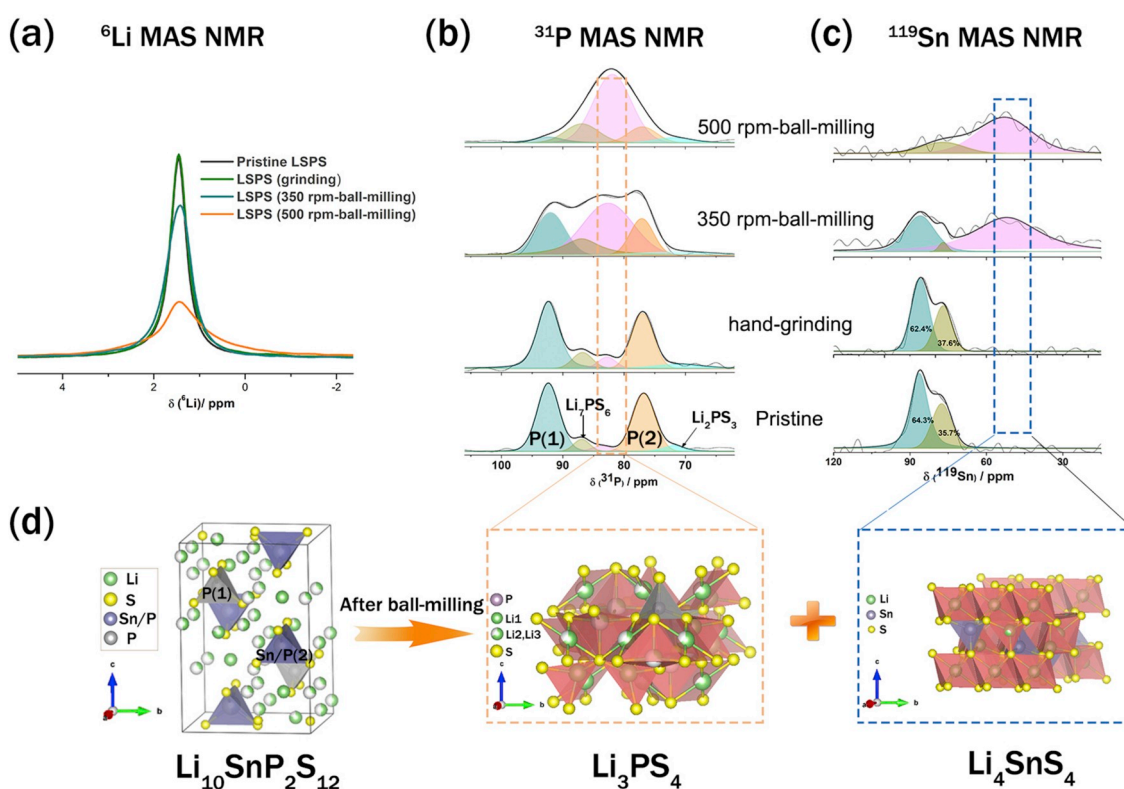 (a)
⁶Li MAS NMR
Pristine LSPS
LSPS (grinding)
LSPS (350 rpm-ball-milling)
LSPS (500 rpm-ball-milling)
4 2 0 -2
δ (⁶Li)/ ppm
(b)
³¹P MAS NMR
500 rpm-ball-milling
350 rpm-ball-milling
hand-grinding
Pristine
Li₇PS₆
Li₂PS₃
P(1)
P(2)
100 90 80 70
δ (³¹P) / ppm
(c)
¹¹⁹Sn MAS NMR
62.4%
37.6%
64.3%
35.7%
120 90 60 30
δ (¹¹⁹Sn) / ppm
15
(d)
Li
S
Sn/P
P
P(1)
Sn/P(2)
c
a
b
Li₁₀SnP₂S₁₂
After ball-milling
P
Li1
Li2,Li3
S
c
a
b
Li₃PS₄
Li
Sn
S
c
a
b
Li₄SnS₄